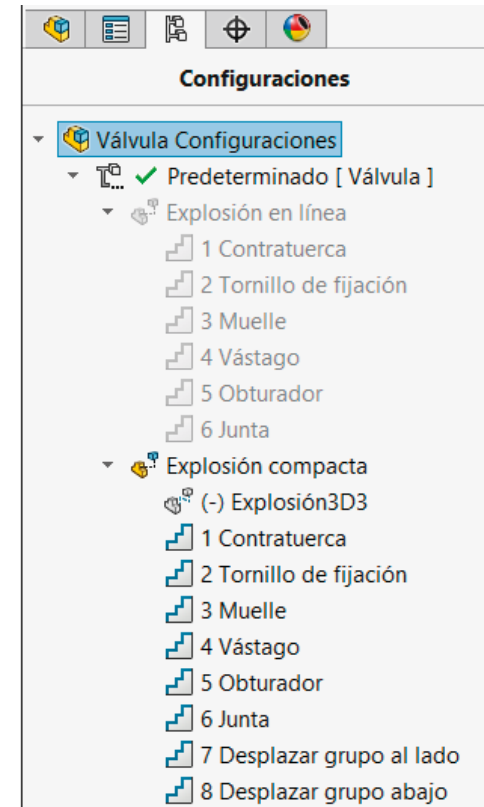 Configuraciones
Válvula Configuraciones
Predeterminado [ Válvula ]
Explosión en línea
1 Contratuerca
2 Tornillo de fijación
3 Muelle
4 Vástago
5 Obturador
6 Junta
Explosión compacta
(-) Explosión3D3
1 Contratuerca
2 Tornillo de fijación
3 Muelle
4 Vástago
5 Obturador
6 Junta
7 Desplazar grupo al lado
8 Desplazar grupo abajo